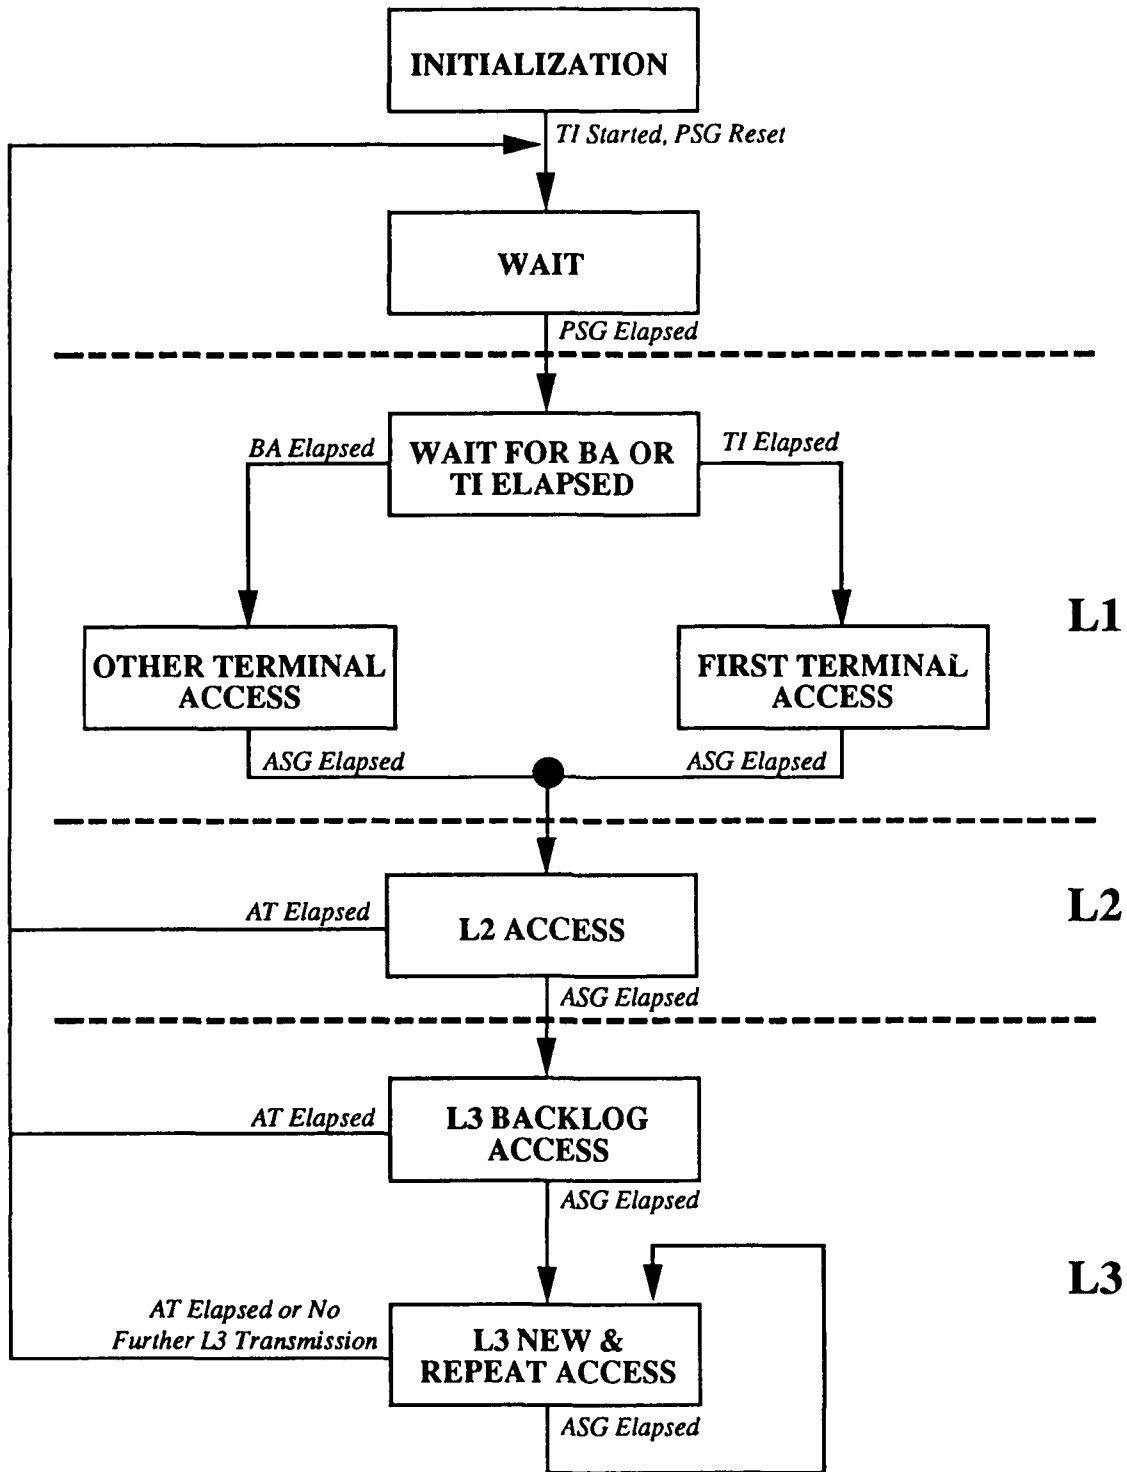 INITIALIZATION
TI Started, PSG Reset
WAIT
PSG Elapsed
BA Elapsed
WAIT FOR BA OR
TI ELAPSED
TI Elapsed
L1
OTHER TERMINAL
ACCESS
FIRST TERMINAL
ACCESS
ASG Elapsed
ASG Elapsed
L2
AT Elapsed
L2 ACCESS
ASG Elapsed
AT Elapsed
L3 BACKLOG
ACCESS
ASG Elapsed
L3
AT Elapsed or No
Further L3 Transmission
L3 NEW &
REPEAT ACCESS
ASG Elapsed